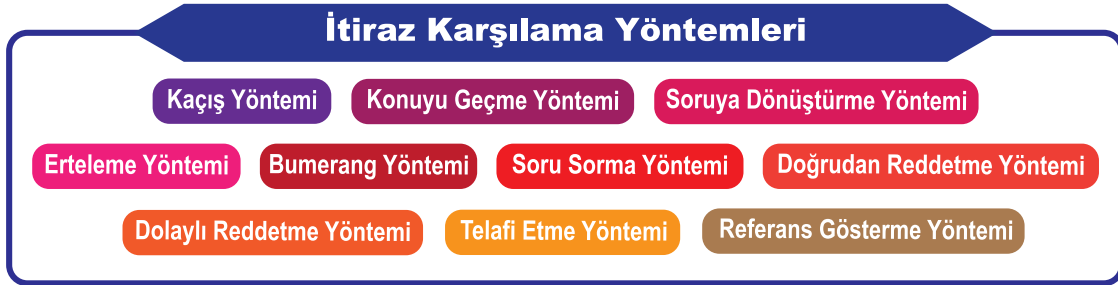 İtiraz Karşılama Yöntemleri
Kaçış Yöntemi Konuyu Geçme Yöntemi Soruya Dönüştürme Yöntemi
Erteleme Yöntemi Bumerang Yöntemi Soru Sorma Yöntemi Doğrudan Reddetme Yöntemi
Dolaylı Reddetme Yöntemi Telafi Etme Yöntemi Referans Gösterme Yöntemi